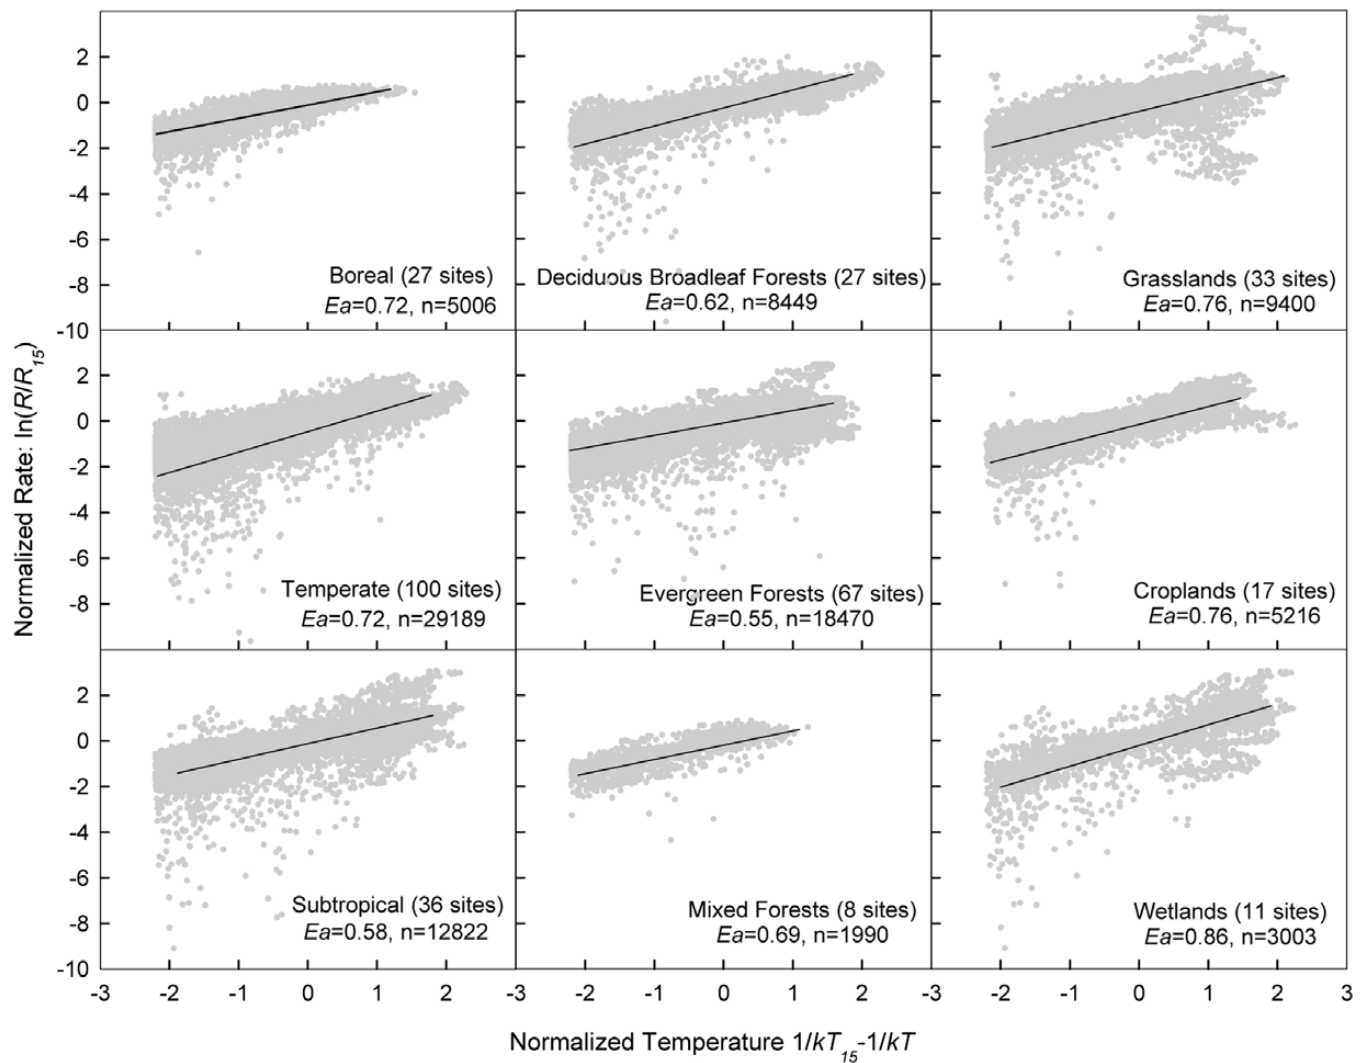 2
0
-2
-4
-6
-8
-10
Boreal (27 sites)
Ea=0.72, n=5006
Deciduous Broadleaf Forests (27 sites)
Ea=0.62, n=8449
Grasslands (33 sites)
Ea=0.76, n=9400
Normalized Rate: ln(R/R15)
2
0
-2
-4
-6
-8
Temperate (100 sites)
Ea=0.72, n=29189
Evergreen Forests (67 sites)
Ea=0.55, n=18470
Croplands (17 sites)
Ea=0.76, n=5216
2
0
-2
-4
-6
-8
-10
Subtropical (36 sites)
Ea=0.58, n=12822
Mixed Forests (8 sites)
Ea=0.69, n=1990
Wetlands (11 sites)
Ea=0.86, n=3003
-3 -2 -1 0 1 2 -3 -2 -1 0 1 2 -3 -2 -1 0 1 2 3
Normalized Temperature 1/kT15-1/kT